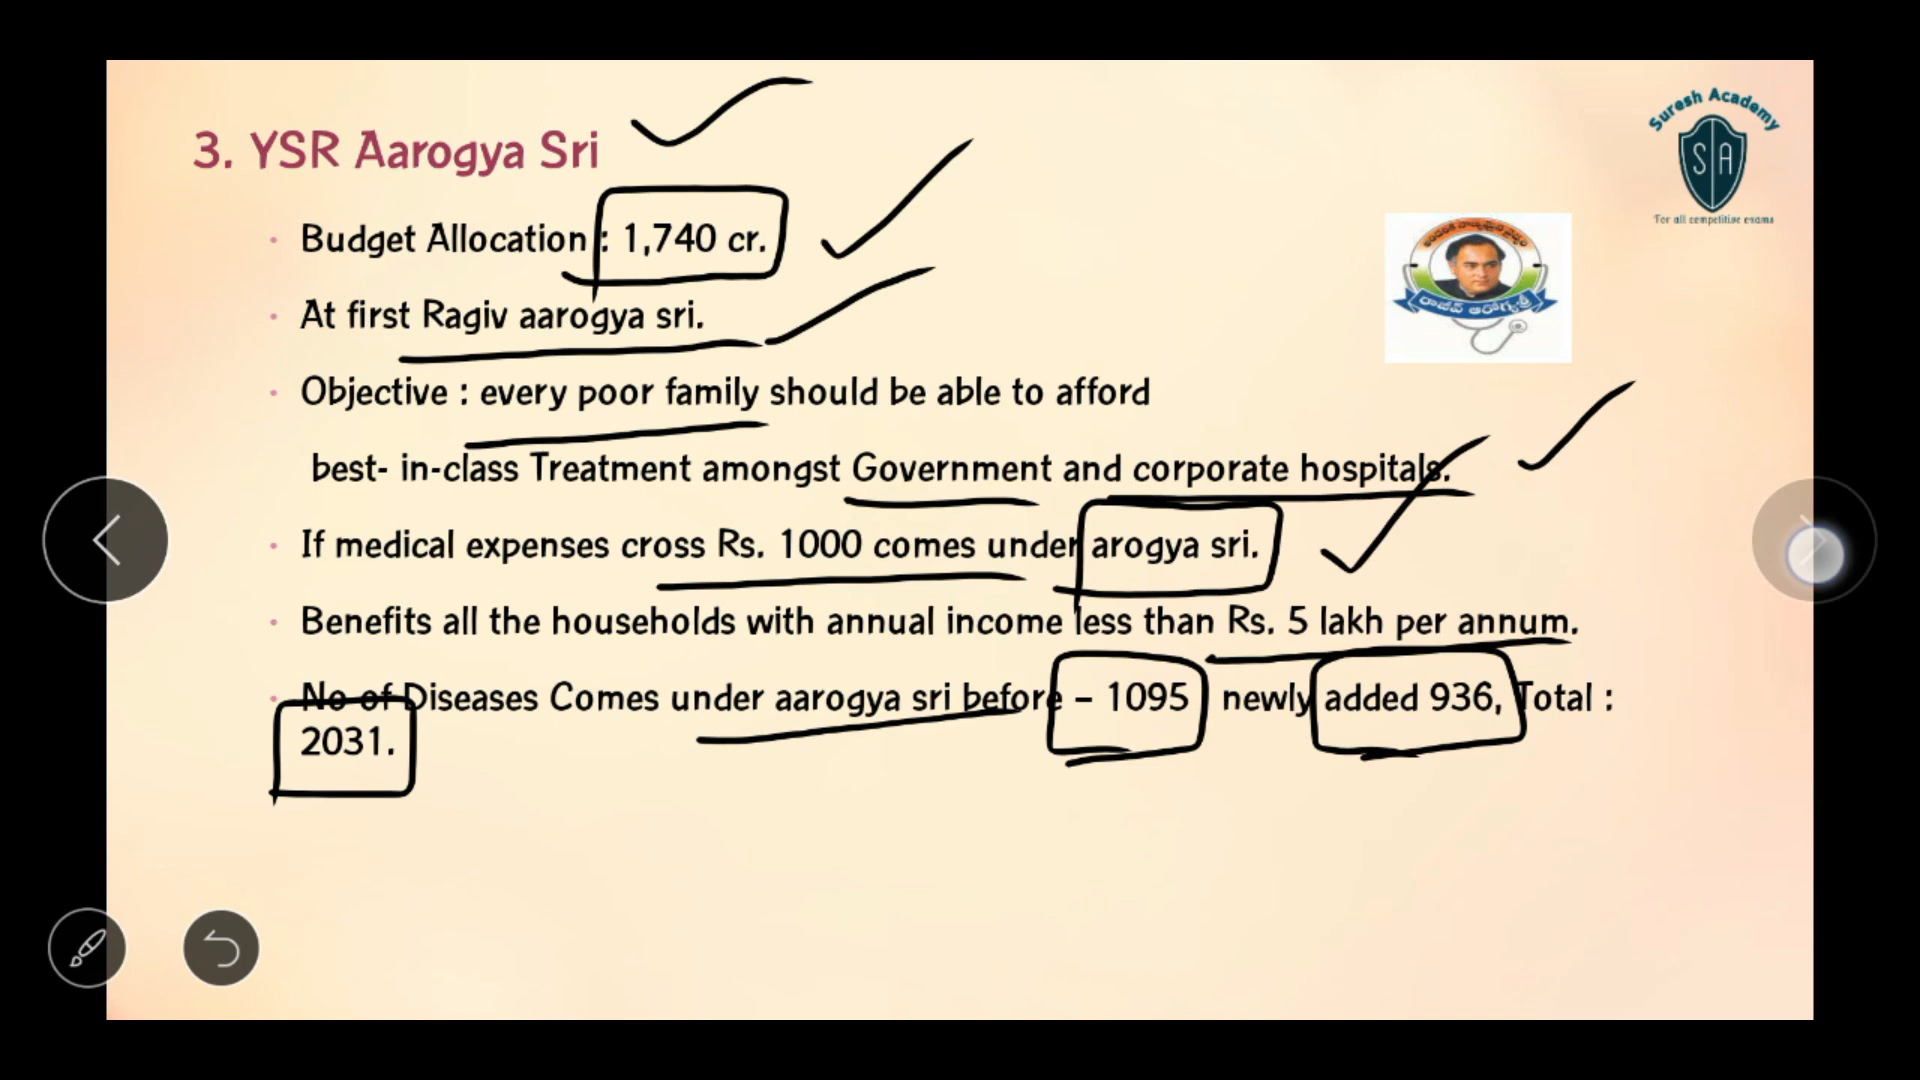 Suresh Academy
S A
For all competitive exams
3. YSR Aarogya Sri
• Budget Allocation : 1,740 cr.
• At first Ragiv aarogya sri.
రాజీవ్ ఆరోగ్యశ్రీ
• Objective : every poor family should be able to afford
best- in-class Treatment amongst Government and corporate hospitals.
• If medical expenses cross Rs. 1000 comes under arogya sri.
• Benefits all the households with annual income less than Rs. 5 lakh per annum.
• No of Diseases Comes under aarogya sri before – 1095 newly added 936, Total :
2031.